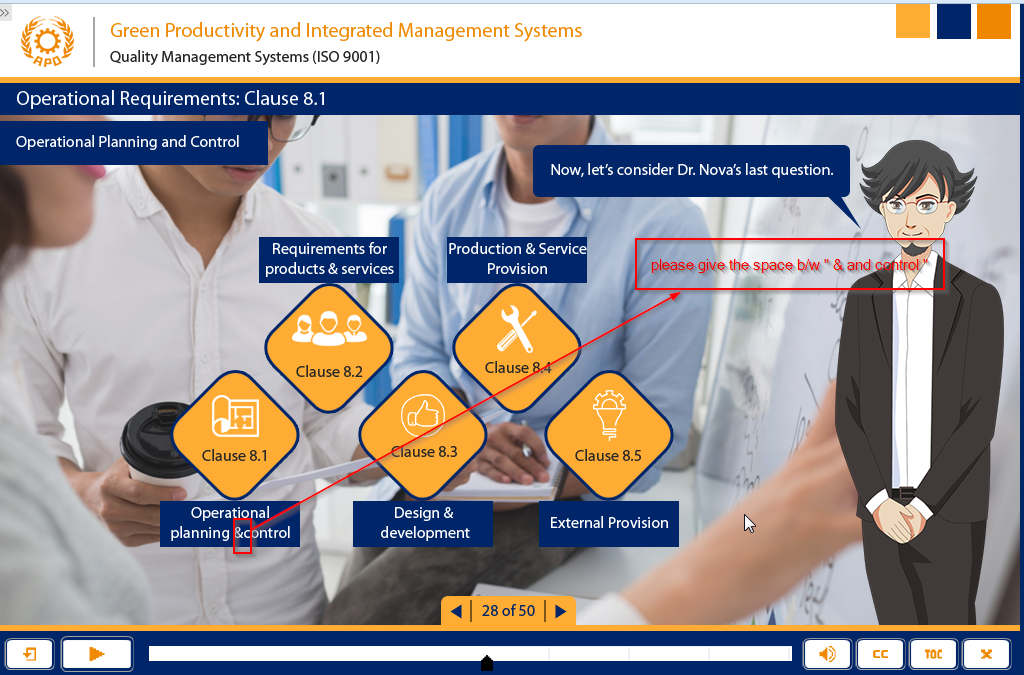 Green Productivity and Integrated Management Systems
Quality Management Systems (ISO 9001)
APO
Operational Requirements: Clause 8.1
Operational Planning and Control
Now, let's consider Dr. Nova's last question.
please give the space b/w " & and control "
Requirements for
products & services
Production & Service
Provision
Clause 8.2
Clause 8.4
Clause 8.1
Clause 8.3
Clause 8.5
Operational
planning &control
Design &
development
External Provision
28 of 50
CC
TOC